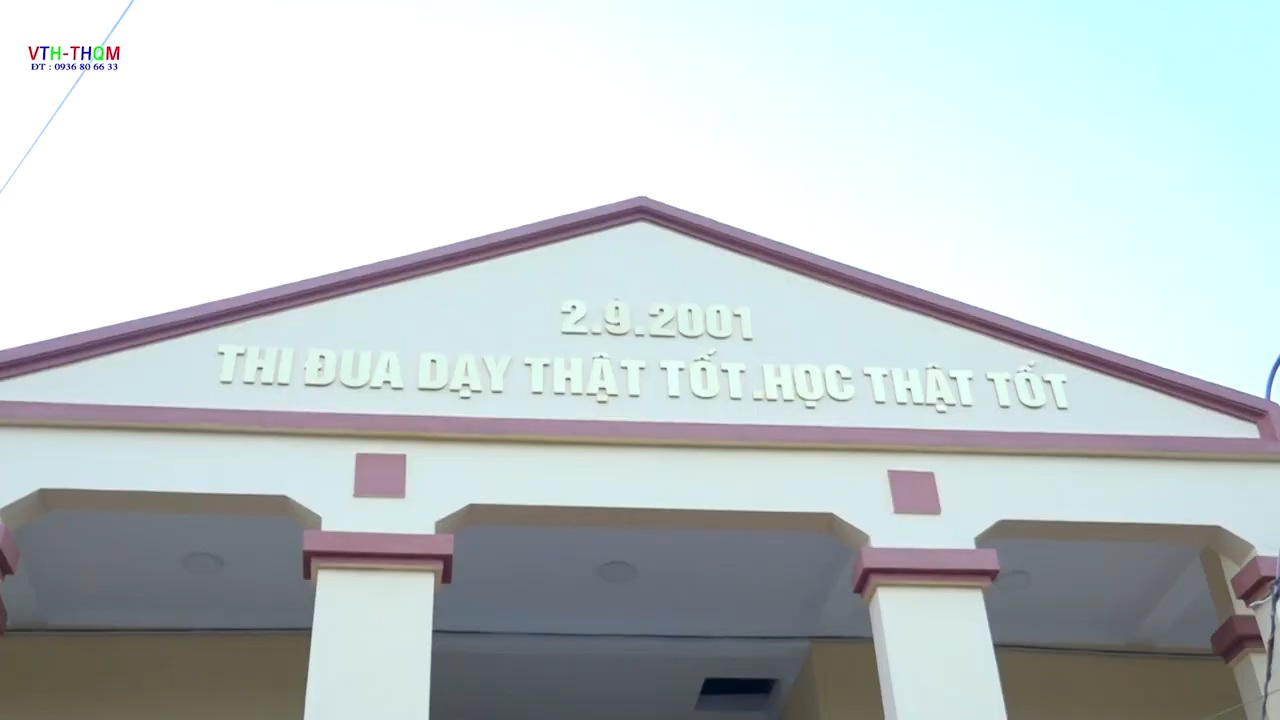 VTH-THQM
ĐT : 0936 80 66 33
2.9.2001
THI ĐUA DẠY THẬT TỐT.HỌC THẬT TỐT